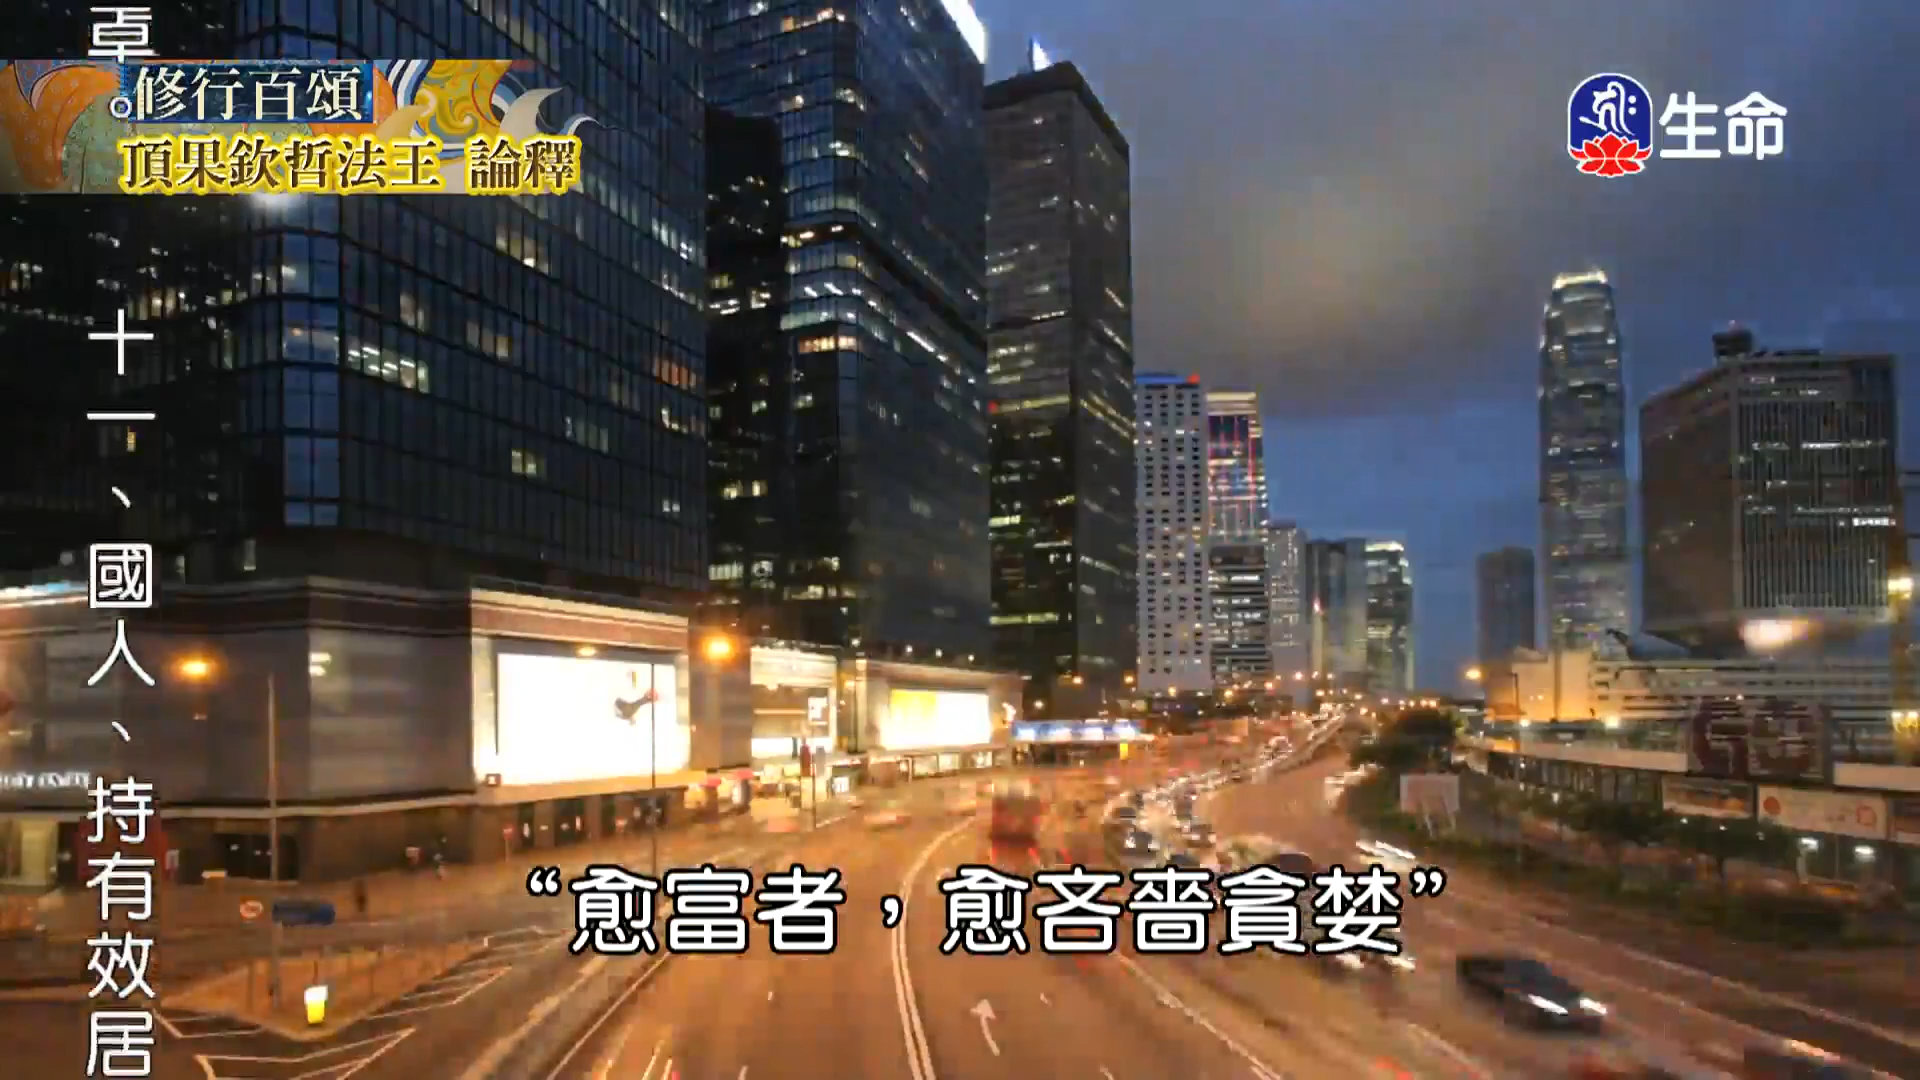 修行百頌
頂果欽哲法王 論釋
生命
卓。 十一、國人、持有效居
“愈富者，愈吝嗇貪婪”